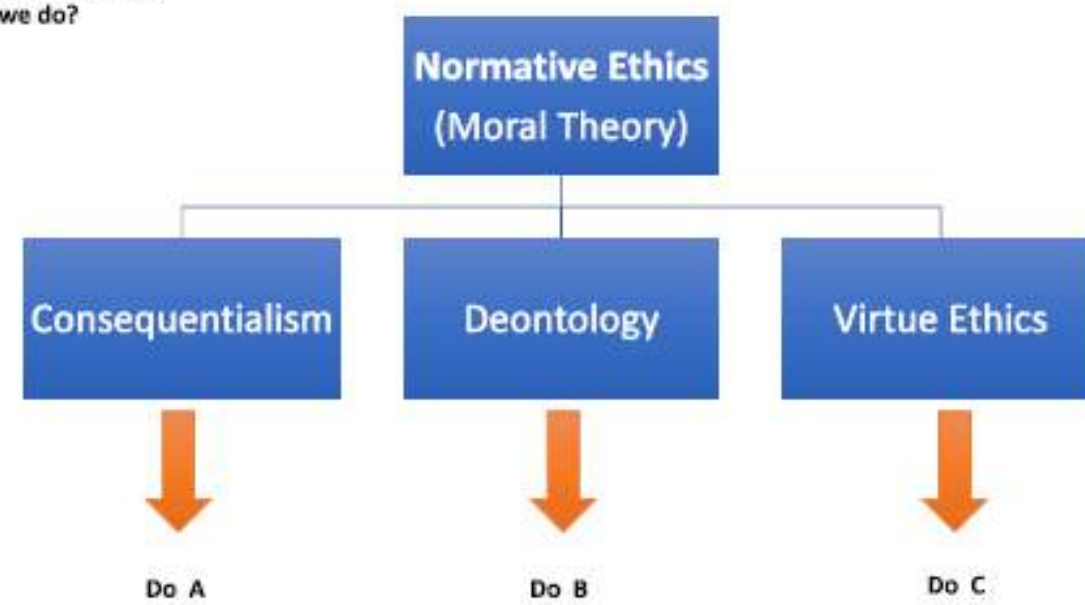 we do?
Normative Ethics
(Moral Theory)
Consequentialism
Deontology
Virtue Ethics
Do A
Do B
Do C